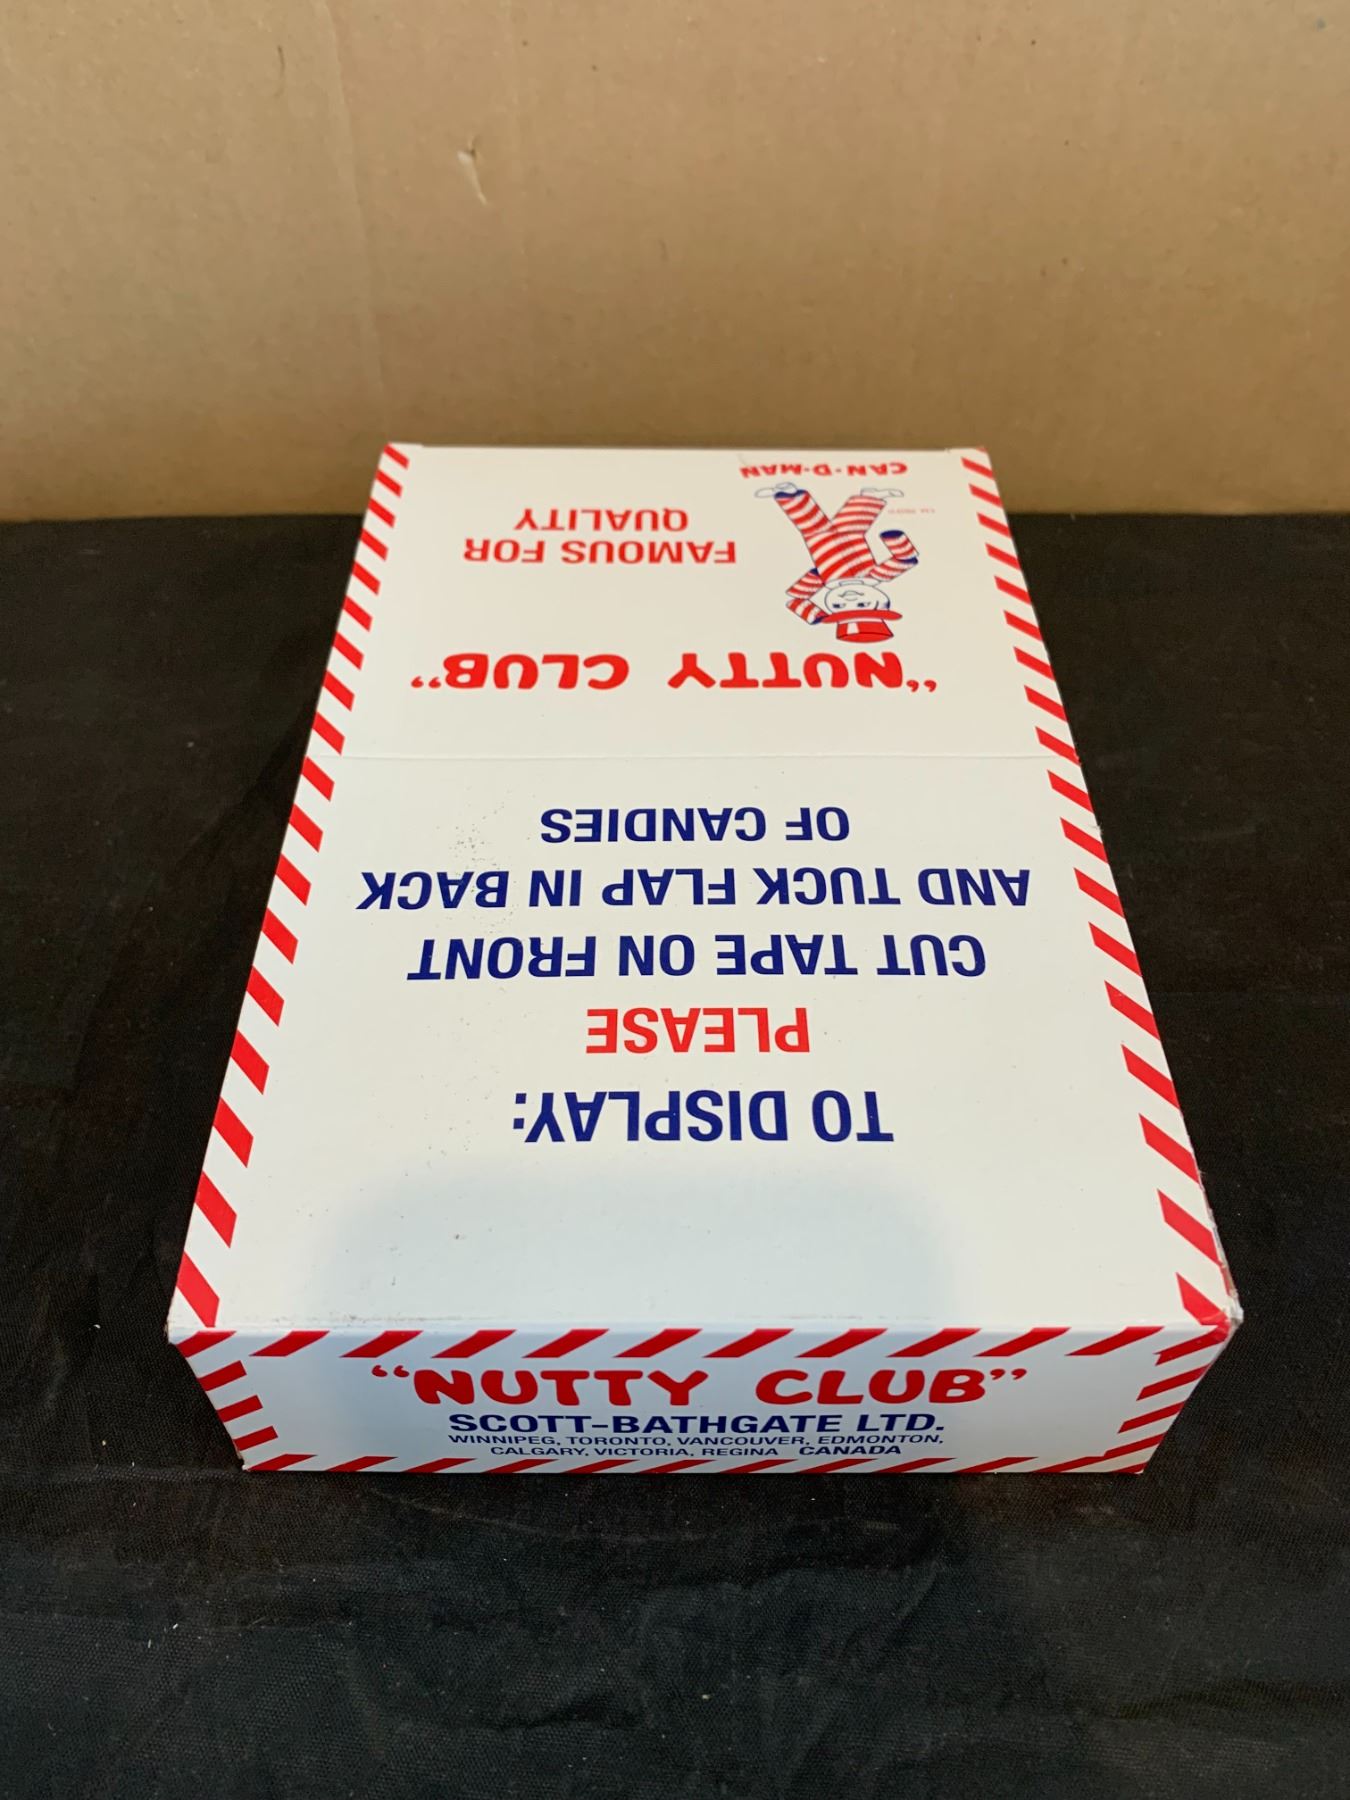 "NUTTY CLUB"
FAMOUS FOR
QUALITY
CAN-D-MAN
TO DISPLAY:
PLEASE
CUT TAPE ON FRONT
AND TUCK FLAP IN BACK
OF CANDIES
"NUTTY CLUB"
SCOTT-BATHGATE LTD.
WINNIPEG, TORONTO, VANCOUVER, EDMONTON,
CALGARY, VICTORIA, REGINA CANADA